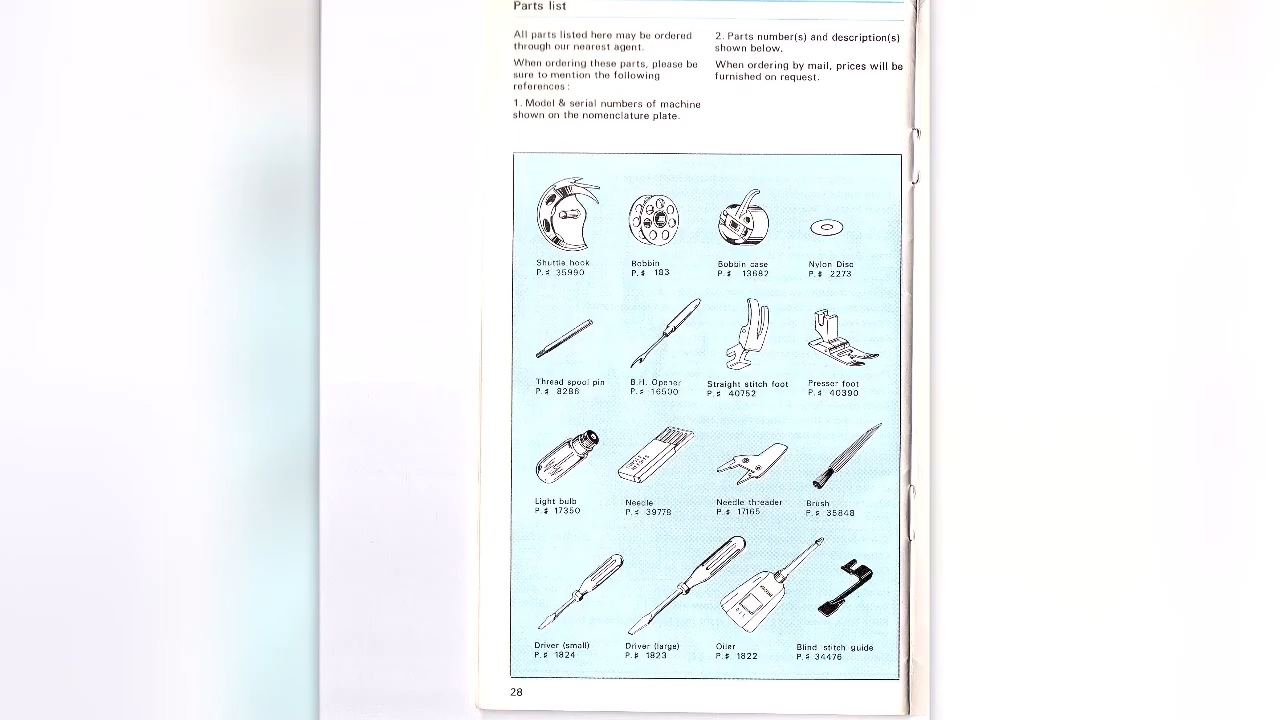 Parts list
All parts listed here may be ordered
through our nearest agent.
When ordering these parts, please be
sure to mention the following
references:
1. Model & serial numbers of machine
shown on the nomenclature plate.
2. Parts number(s) and description(s)
shown below.
When ordering by mail, prices will be
furnished on request.
Shuttle hook
P.# 35990
Bobbin
P.# 183
Bobbin case
P.# 13682
Nylon Disc
P.# 2273
Thread spool pin
P.# 8286
B.H. Opener
P.# 16500
Straight stitch foot
P.# 40752
Presser foot
P.# 40390
Light bulb
P.# 17350
Needle
P.# 39778
Needle threader
P.# 17165
Brush
P.# 35848
Driver (small)
P.# 1824
Driver (large)
P.# 1823
Oiler
P.# 1822
Blind stitch guide
P.# 34476
28